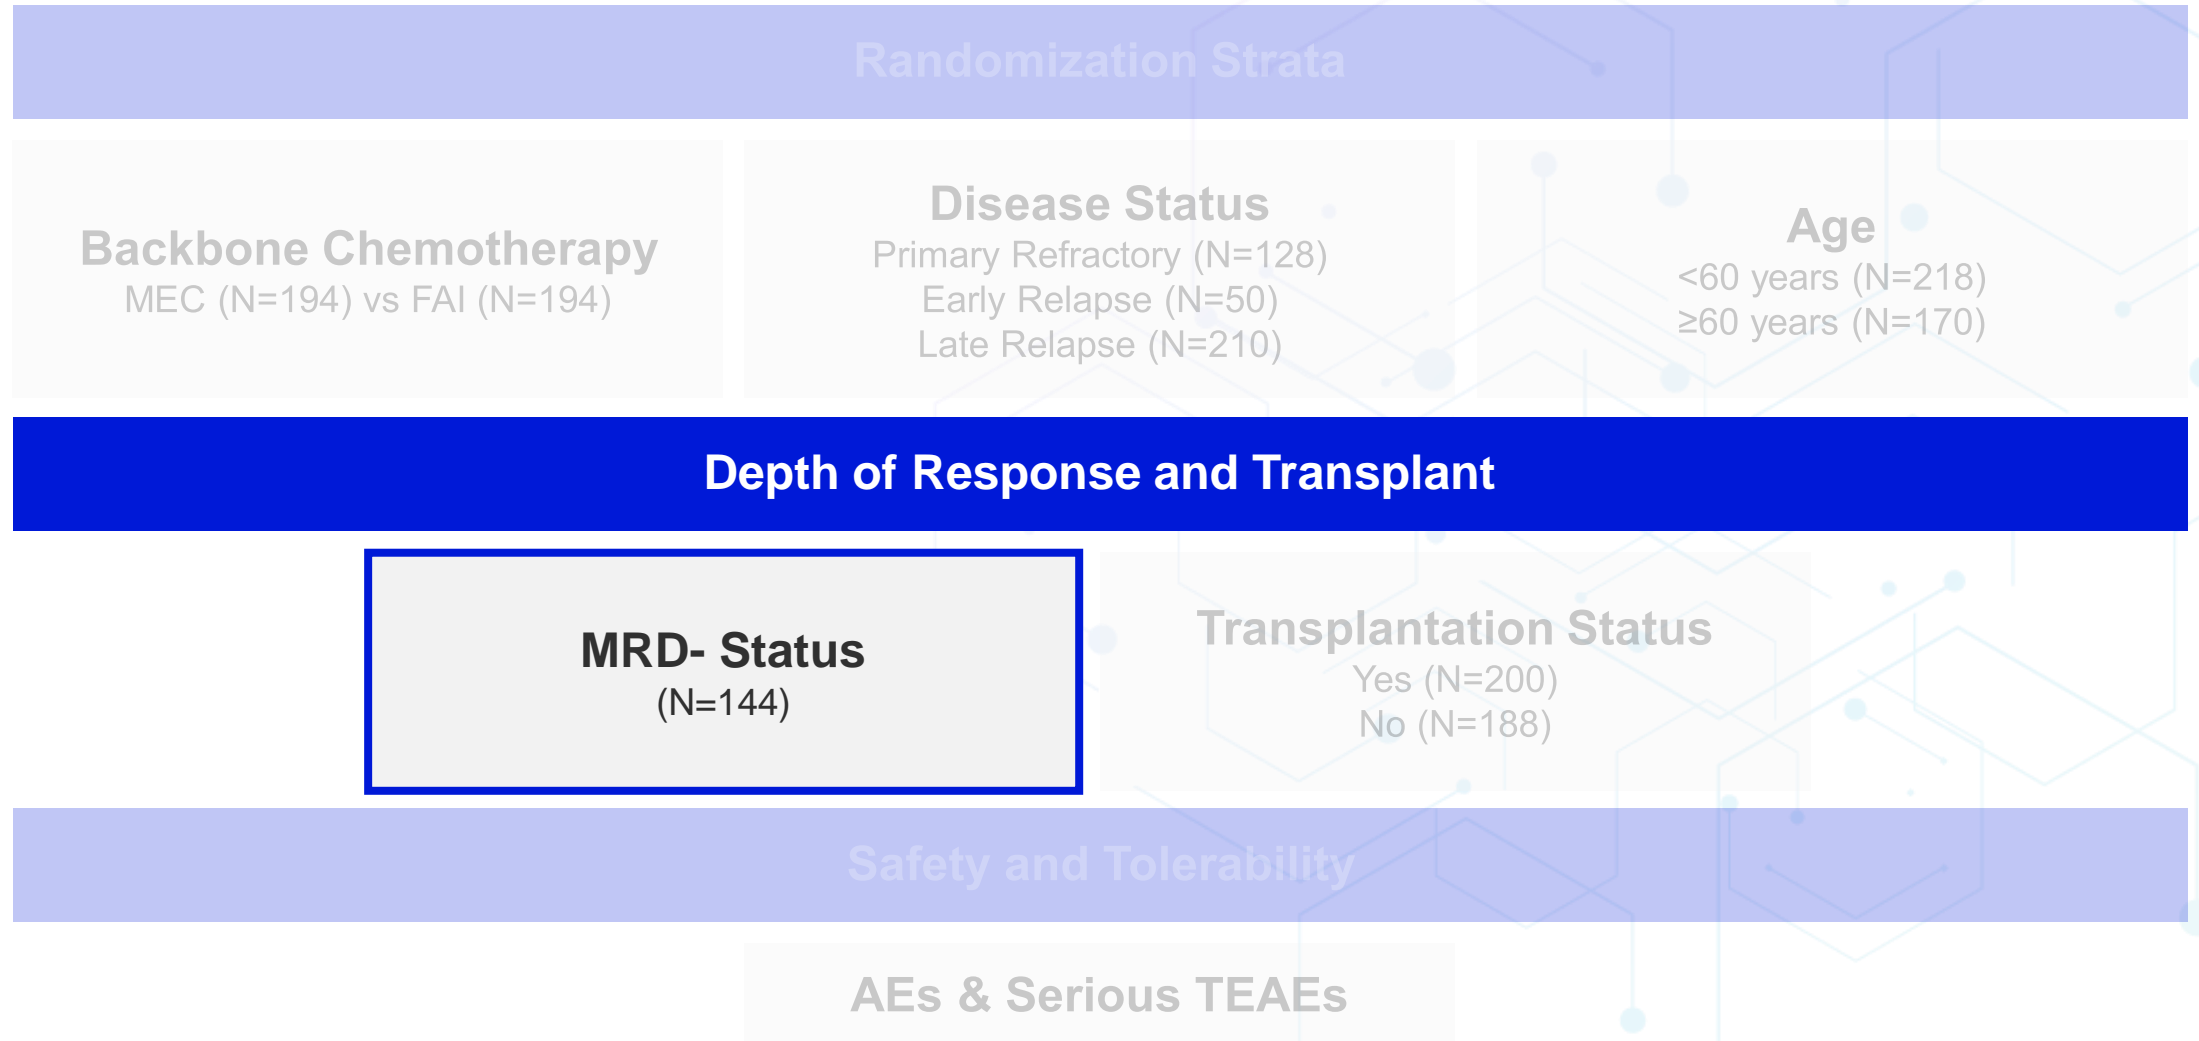 Randomization Strata
Backbone Chemotherapy
MEC (N=194) vs FAI (N=194)
Disease Status
Primary Refractory (N=128)
Early Relapse (N=50)
Late Relapse (N=210)
Age
<60 years (N=218)
≥60 years (N=170)
Depth of Response and Transplant
MRD- Status
(N=144)
Transplantation Status
Yes (N=200)
No (N=188)
Safety and Tolerability
AEs & Serious TEAEs